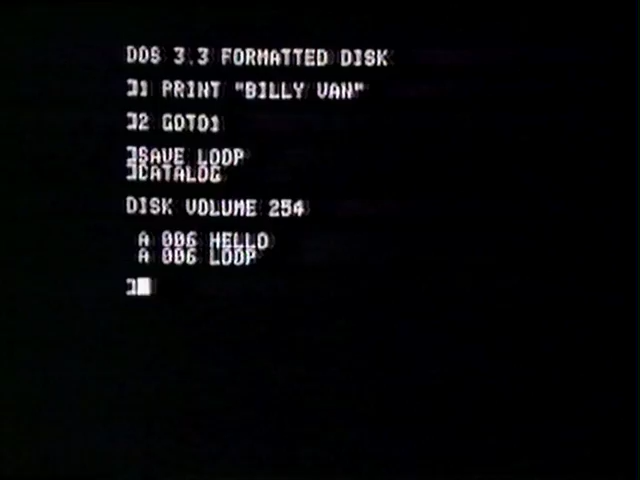 DOS 3.3 FORMATTED DISK
]1 PRINT "BILLY VAN"
]2 GOTO1
]SAVE LOOP
]CATALOG
DISK VOLUME 254
A 006 HELLO
A 006 LOOP
]